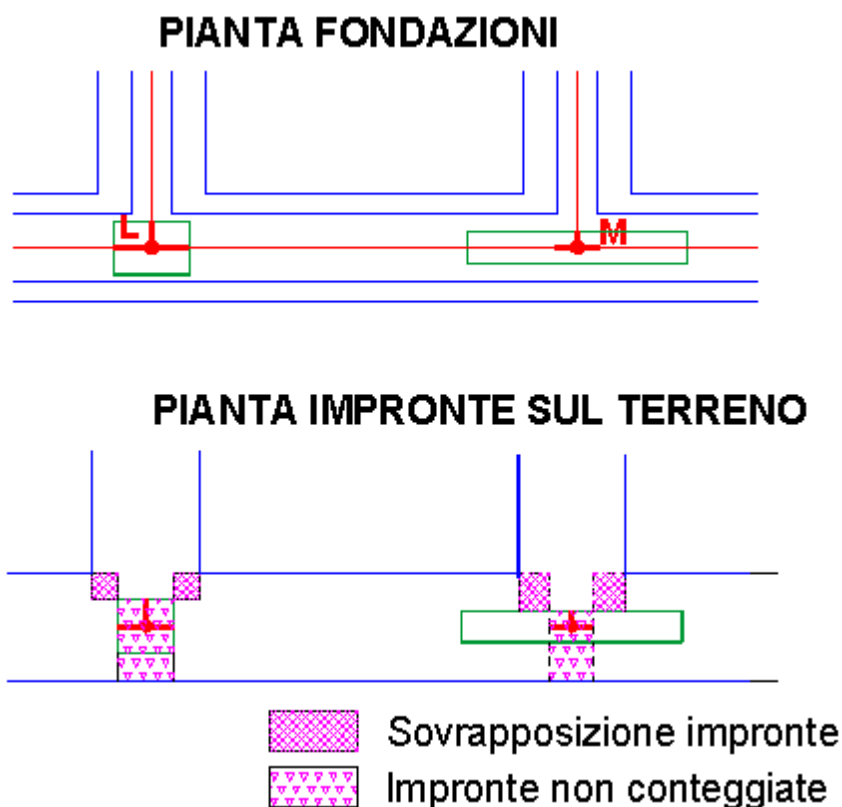 PIANTA FONDAZIONI
L
M
PIANTA IMPRONTE SUL TERRENO
Sovrapposizione impronte
Impronte non conteggiate